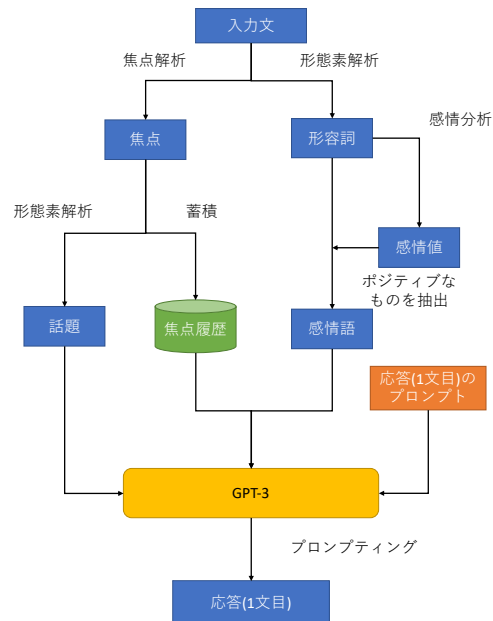 入力文
焦点解析
形態素解析
焦点
形容詞
感情分析
形態素解析
蓄積
感情値
ポジティブな
ものを抽出
話題
焦点履歴
感情語
応答(1文目)の
プロンプト
GPT-3
プロンプティング
応答(1文目)